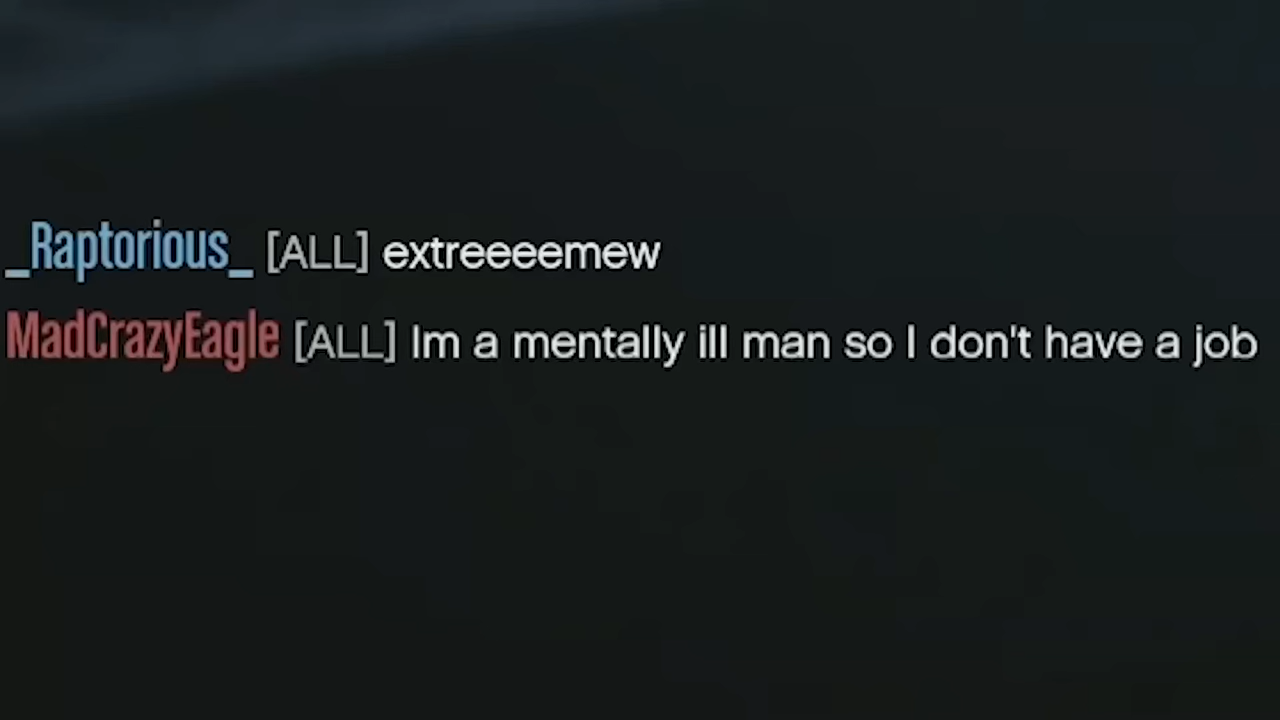 _Raptorious_ [ALL] extreeeemew
MadCrazyEagle [ALL] Im a mentally ill man so I don't have a job